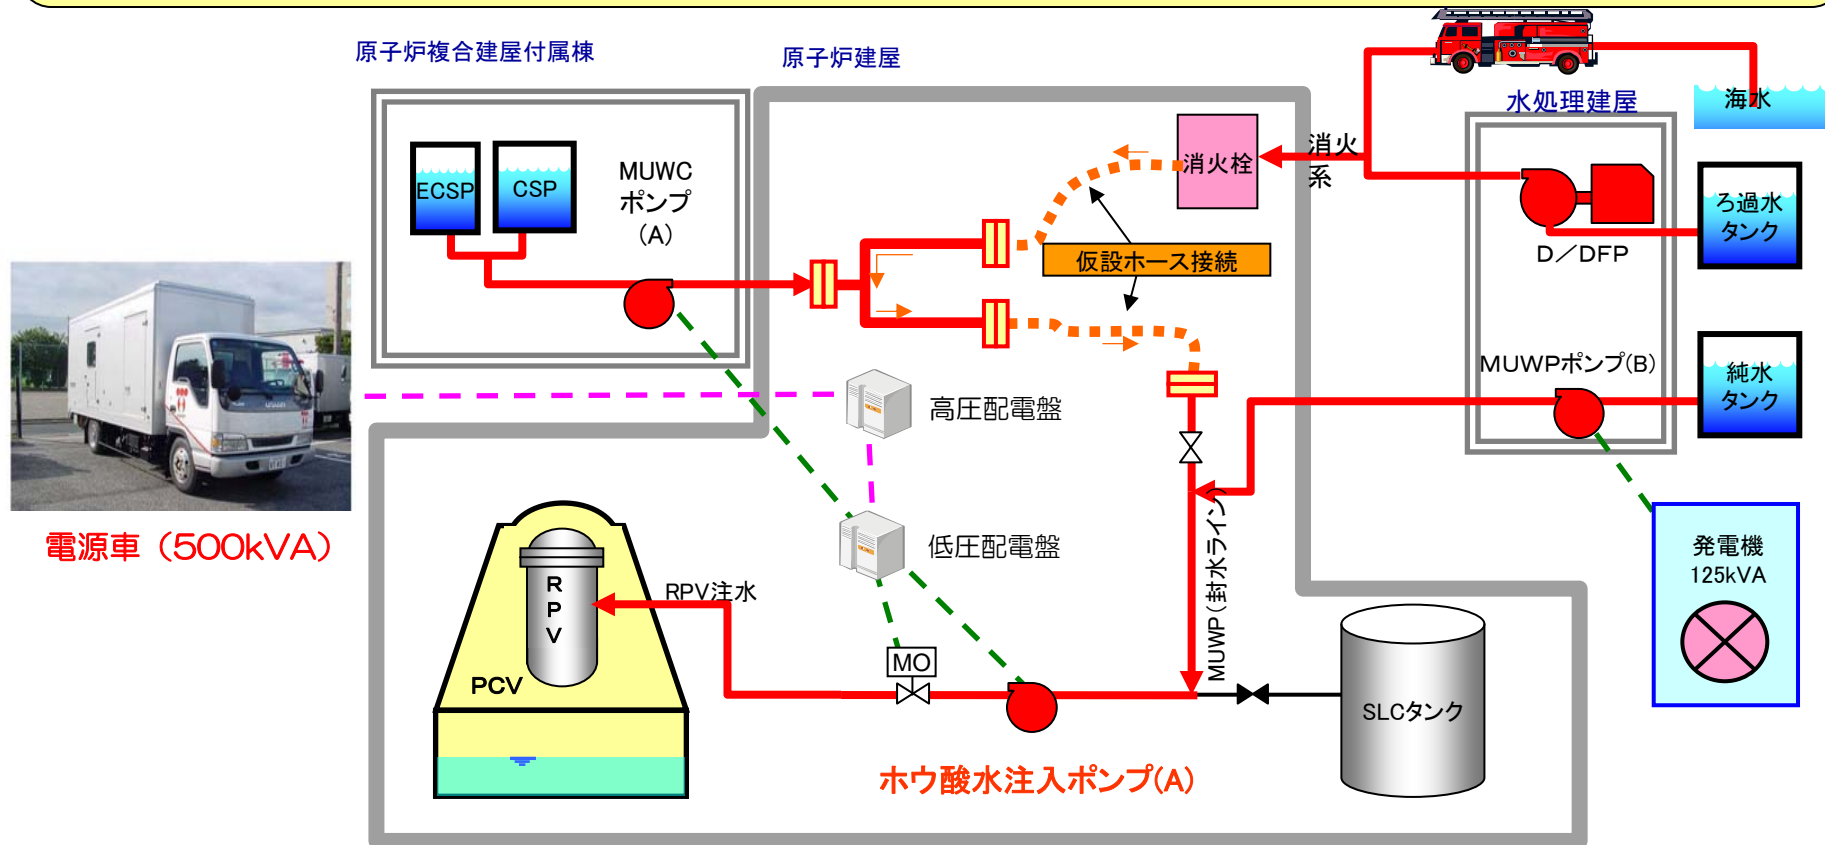 原子炉複合建屋付属棟
原子炉建屋
水処理建屋
海水
ECSP
CSP
MUWC
ポンプ
(A)
消火栓
消火
系
ろ過水
タンク
D／DFP
仮設ホース接続
MUWPポンプ(B)
純水
タンク
高圧配電盤
電源車（500kVA）
低圧配電盤
MUWP（封水ライン）
発電機
125kVA
RPV注水
R
P
V
PCV
MO
SLCタンク
ホウ酸水注入ポンプ(A)